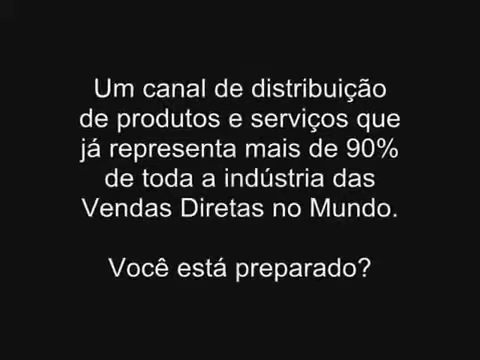 Um canal de distribuição
de produtos e serviços que
já representa mais de 90%
de toda a indústria das
Vendas Diretas no Mundo.
Você está preparado?